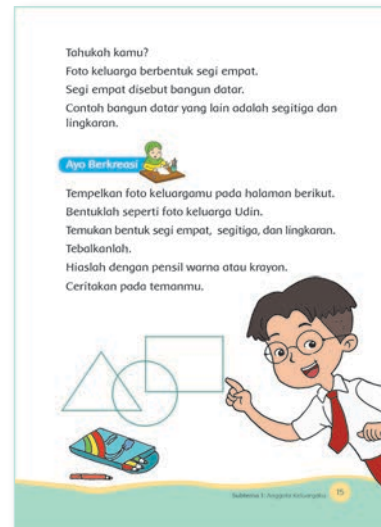 Tahukah kamu?
Foto keluarga berbentuk segi empat.
Segi empat disebut bangun datar.
Contoh bangun datar yang lain adalah segitiga dan
lingkaran.
Ayo Berkreasi
Tempelkan foto keluargamu pada halaman berikut.
Bentuklah seperti foto keluarga Udin.
Temukan bentuk segi empat, segitiga, dan lingkaran.
Tebalkanlah.
Hiaslah dengan pensil warna atau krayon.
Ceritakan pada temanmu.
Subtema 1: Anggota Keluargaku 15